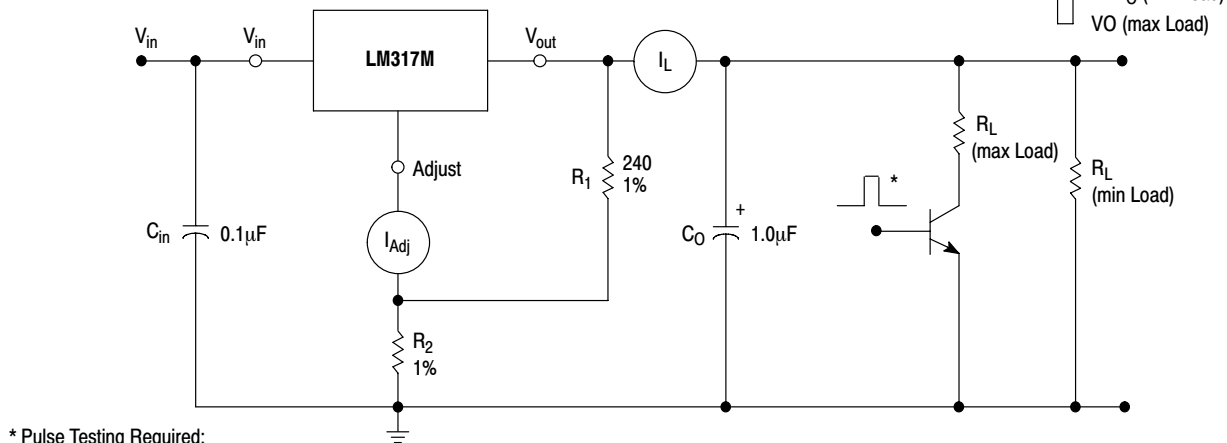 VO (max Load)
Vin
Vin
LM317M
Vout
IL
Adjust
R1
240
1%
RL
(max Load)
RL
(min Load)
*
Cin
0.1μF
IAdj
CO
+
1.0μF
R2
1%
* Pulse Testing Required: